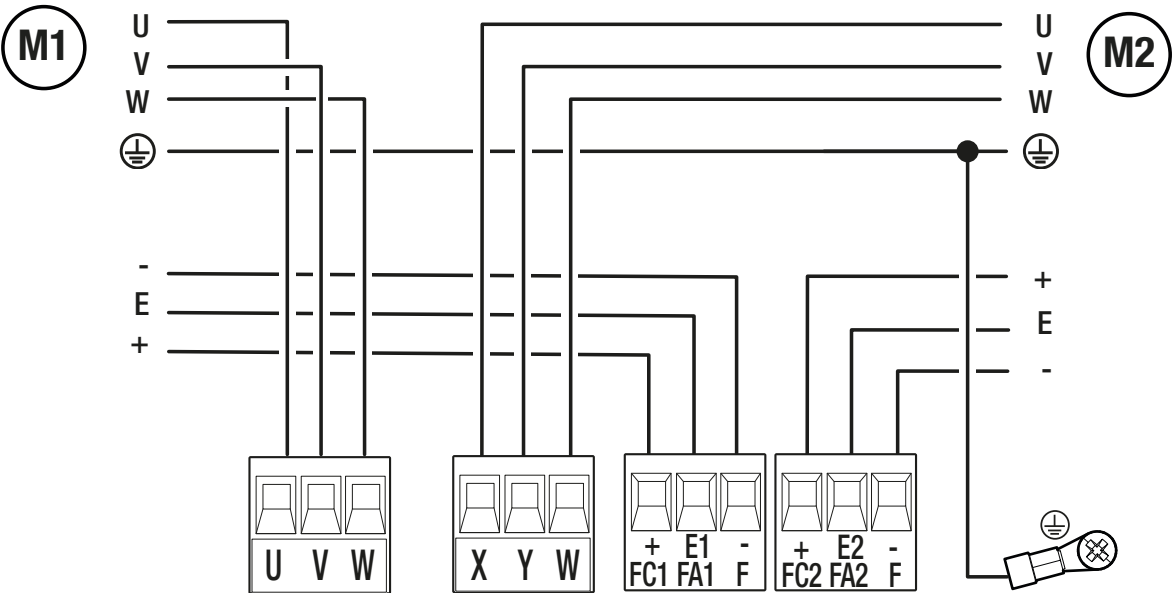 M1
U
V
W
-
E
+
U
V
W
M2
+
E
-
U V W
X Y W
+ E1 -
FC1 FA1 F
+ E2 -
FC2 FA2 F